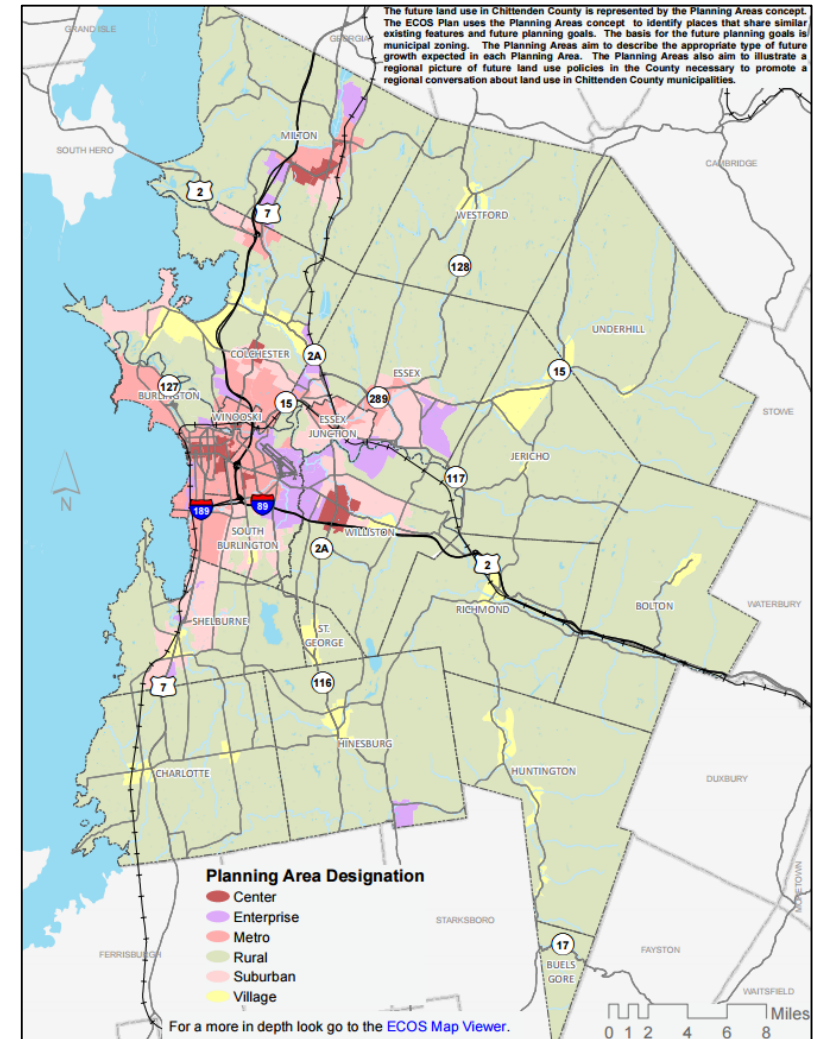 The future land use in Chittenden County is represented by the Planning Areas concept.
The ECOS Plan uses the Planning Areas concept to identify places that share similar
existing features and future planning goals. The basis for the future planning goals is
municipal zoning. The Planning Areas aim to describe the appropriate type of future
growth expected in each Planning Area. The Planning Areas also aim to illustrate a
regional picture of future land use policies in the County necessary to promote a
regional conversation about land use in Chittenden County municipalities.
GRAND ISLE
GEORGIA
MILTON
SOUTH HERO
CAMBRIDGE
2
7
WESTFORD
128
UNDERHILL
COLCHESTER
2A
15
ESSEX
127
BURLINGTON
289
STOWE
15
WINOOSKI
ESSEX
JUNCTION
JERICHO
117
189
89
SOUTH
BURLINGTON
WILLISTON
2A
2
RICHMOND
BOLTON
WATERBURY
SHELBURNE
ST.
GEORGE
7
116
HINESBURG
CHARLOTTE
HUNTINGTON
DUXBURY
Planning Area Designation
Center
Enterprise
Metro
Rural
Suburban
Village
MORETOWN
STARKSBORO
FERRISBURGH
17
BUELS
GORE
FAYSTON
WAITSFIELD
Miles
0 1 2 4 6 8
For a more in depth look go to the ECOS Map Viewer.
N